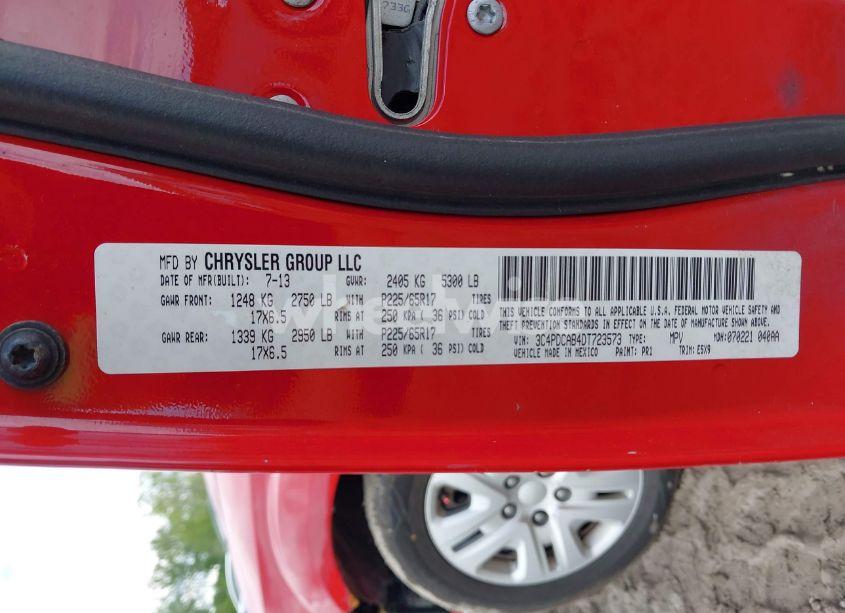 7336
MFD BY CHRYSLER GROUP LLC
DATE OF MFR(BUILT): 7-13 GVWR: 2405 KG 5300 LB
GAWR FRONT: 1248 KG 2750 LB WITH P225/65R17 TIRES
17X6.5 RIMS AT 250 KPA ( 36 PSI) COLD
GAWR REAR: 1339 KG 2950 LB WITH P225/65R17 TIRES
17X6.5 RIMS AT 250 KPA ( 36 PSI) COLD
THIS VEHICLE CONFORMS TO ALL APPLICABLE U.S.A. FEDERAL MOTOR VEHICLE SAFETY AND
THEFT PREVENTION STANDARDS IN EFFECT ON THE DATE OF MANUFACTURE SHOWN ABOVE.
VIN: 3C4PDCAB4DT723573 TYPE: MPV MDH: 070221 040AA
VEHICLE MADE IN MEXICO PAINT: PR1 TRIM: E5X9